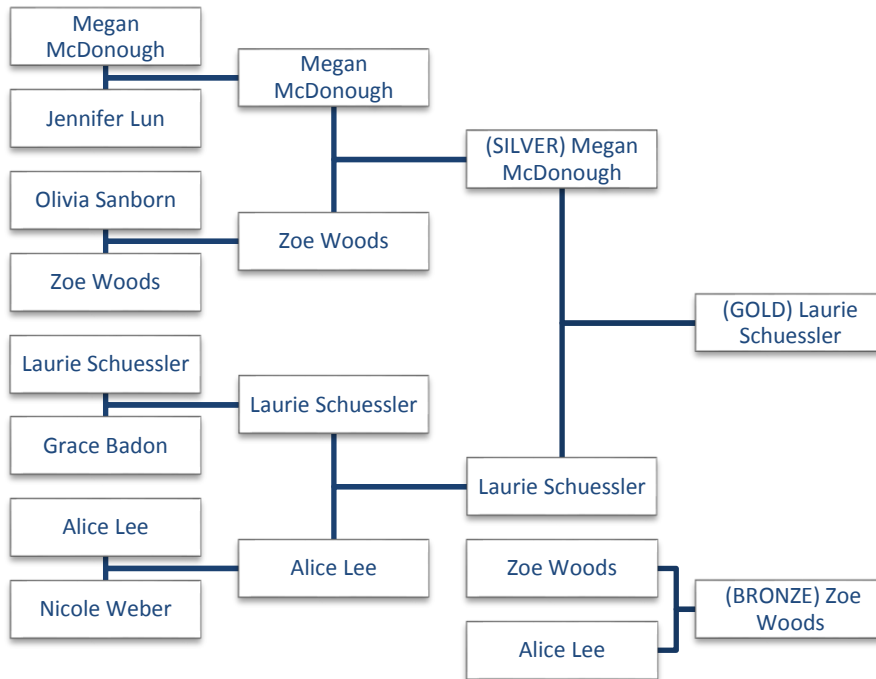 Megan
McDonough
Jennifer Lun
Olivia Sanborn
Zoe Woods
Laurie Schuessler
Grace Badon
Alice Lee
Nicole Weber
Megan
McDonough
Zoe Woods
Laurie Schuessler
Alice Lee
(SILVER) Megan
McDonough
Laurie Schuessler
Zoe Woods
Alice Lee
(GOLD) Laurie
Schuessler
(BRONZE) Zoe
Woods